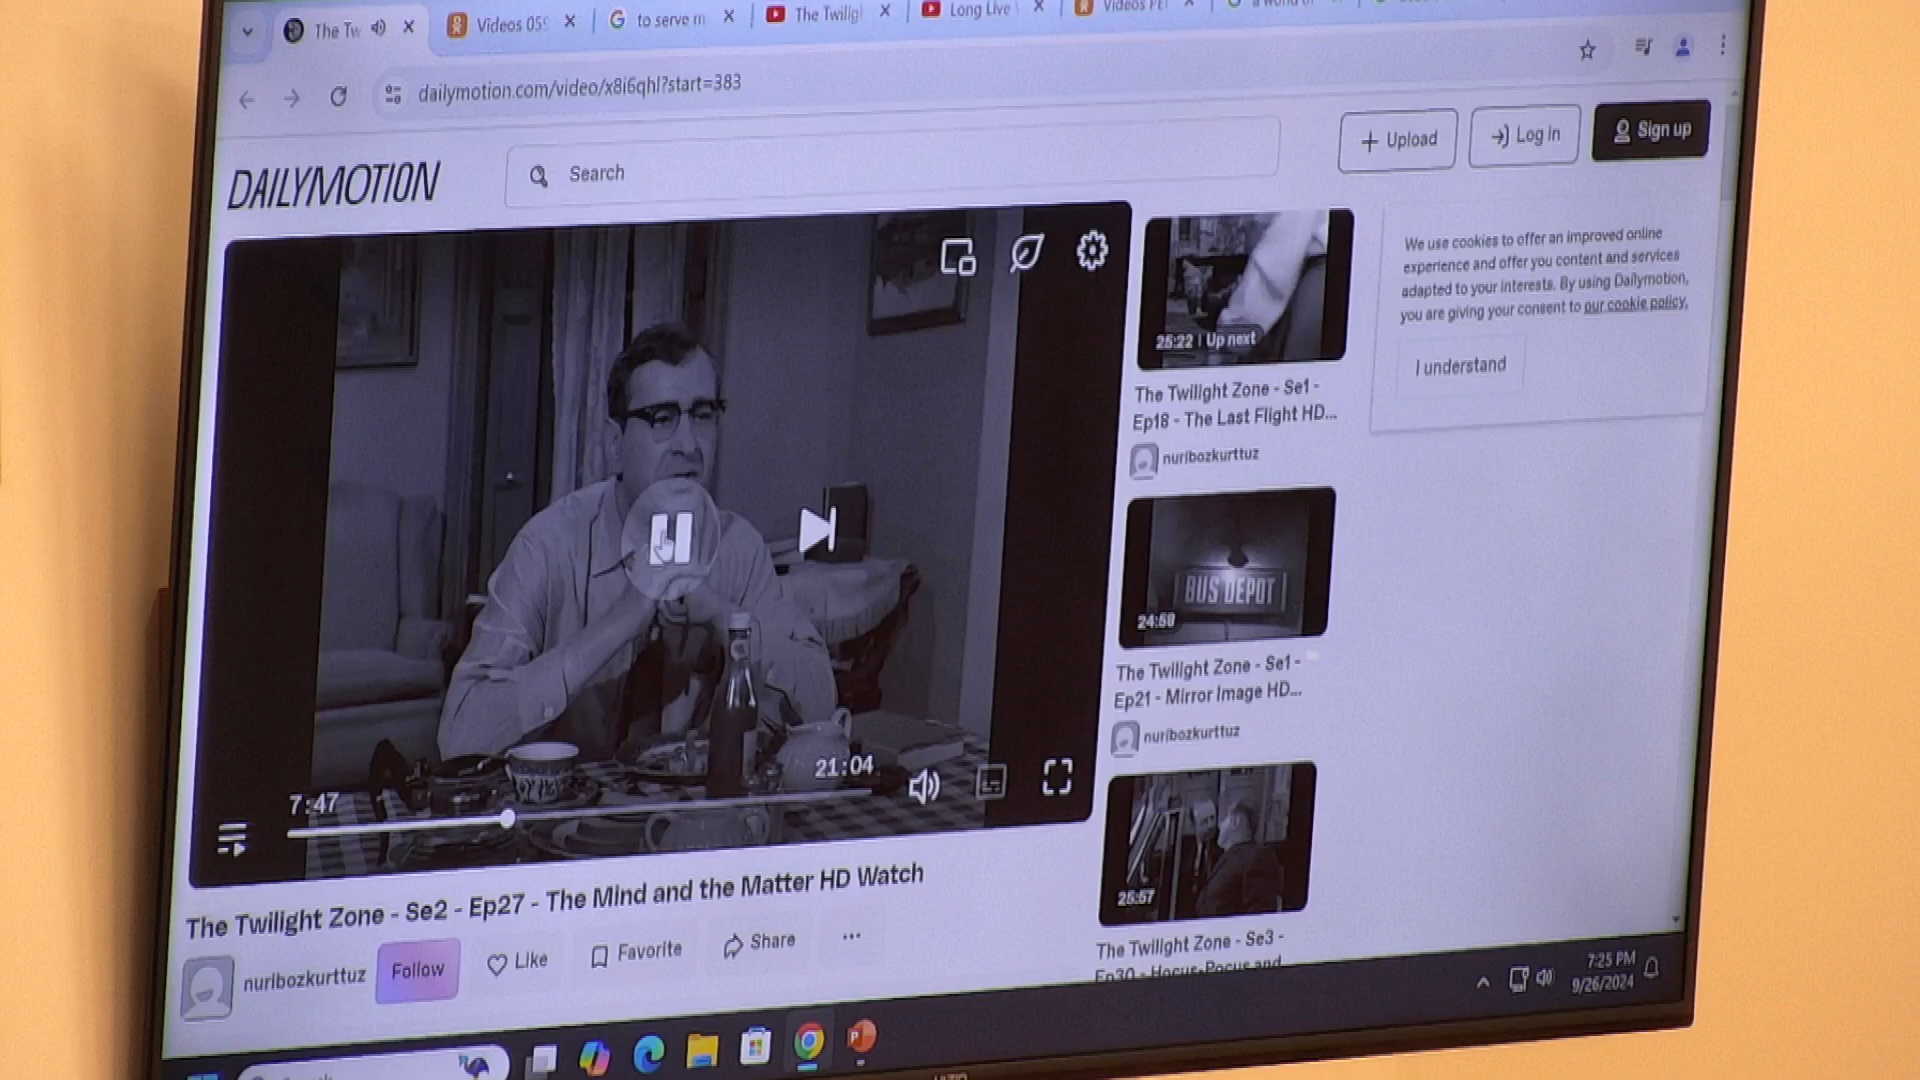 The Tw
Videos 05
to serve m
The Twilig
Long Live
Videos
dailymotion.com/video/x8i6qhl?start=383
DAILYMOTION
Search
Upload
Log in
Sign up
We use cookies to offer an improved online
experience and offer you content and services
adapted to your interests. By using Dailymotion,
you are giving your consent to our cookie policy.
I understand
25:22 | Up next
The Twilight Zone - Se1 -
Ep18 - The Last Flight HD...
nuribozkurttuz
BUS DEPOT
24:58
The Twilight Zone - Se1 -
Ep21 - Mirror Image HD...
nuribozkurttuz
25:57
The Twilight Zone - Se3 -
Ep30 - Hocus-Pocus and
7:47
21:04
The Twilight Zone - Se2 - Ep27 - The Mind and the Matter HD Watch
nuribozkurttuz
Follow
Like
Favorite
Share
7:25 PM
9/26/2024